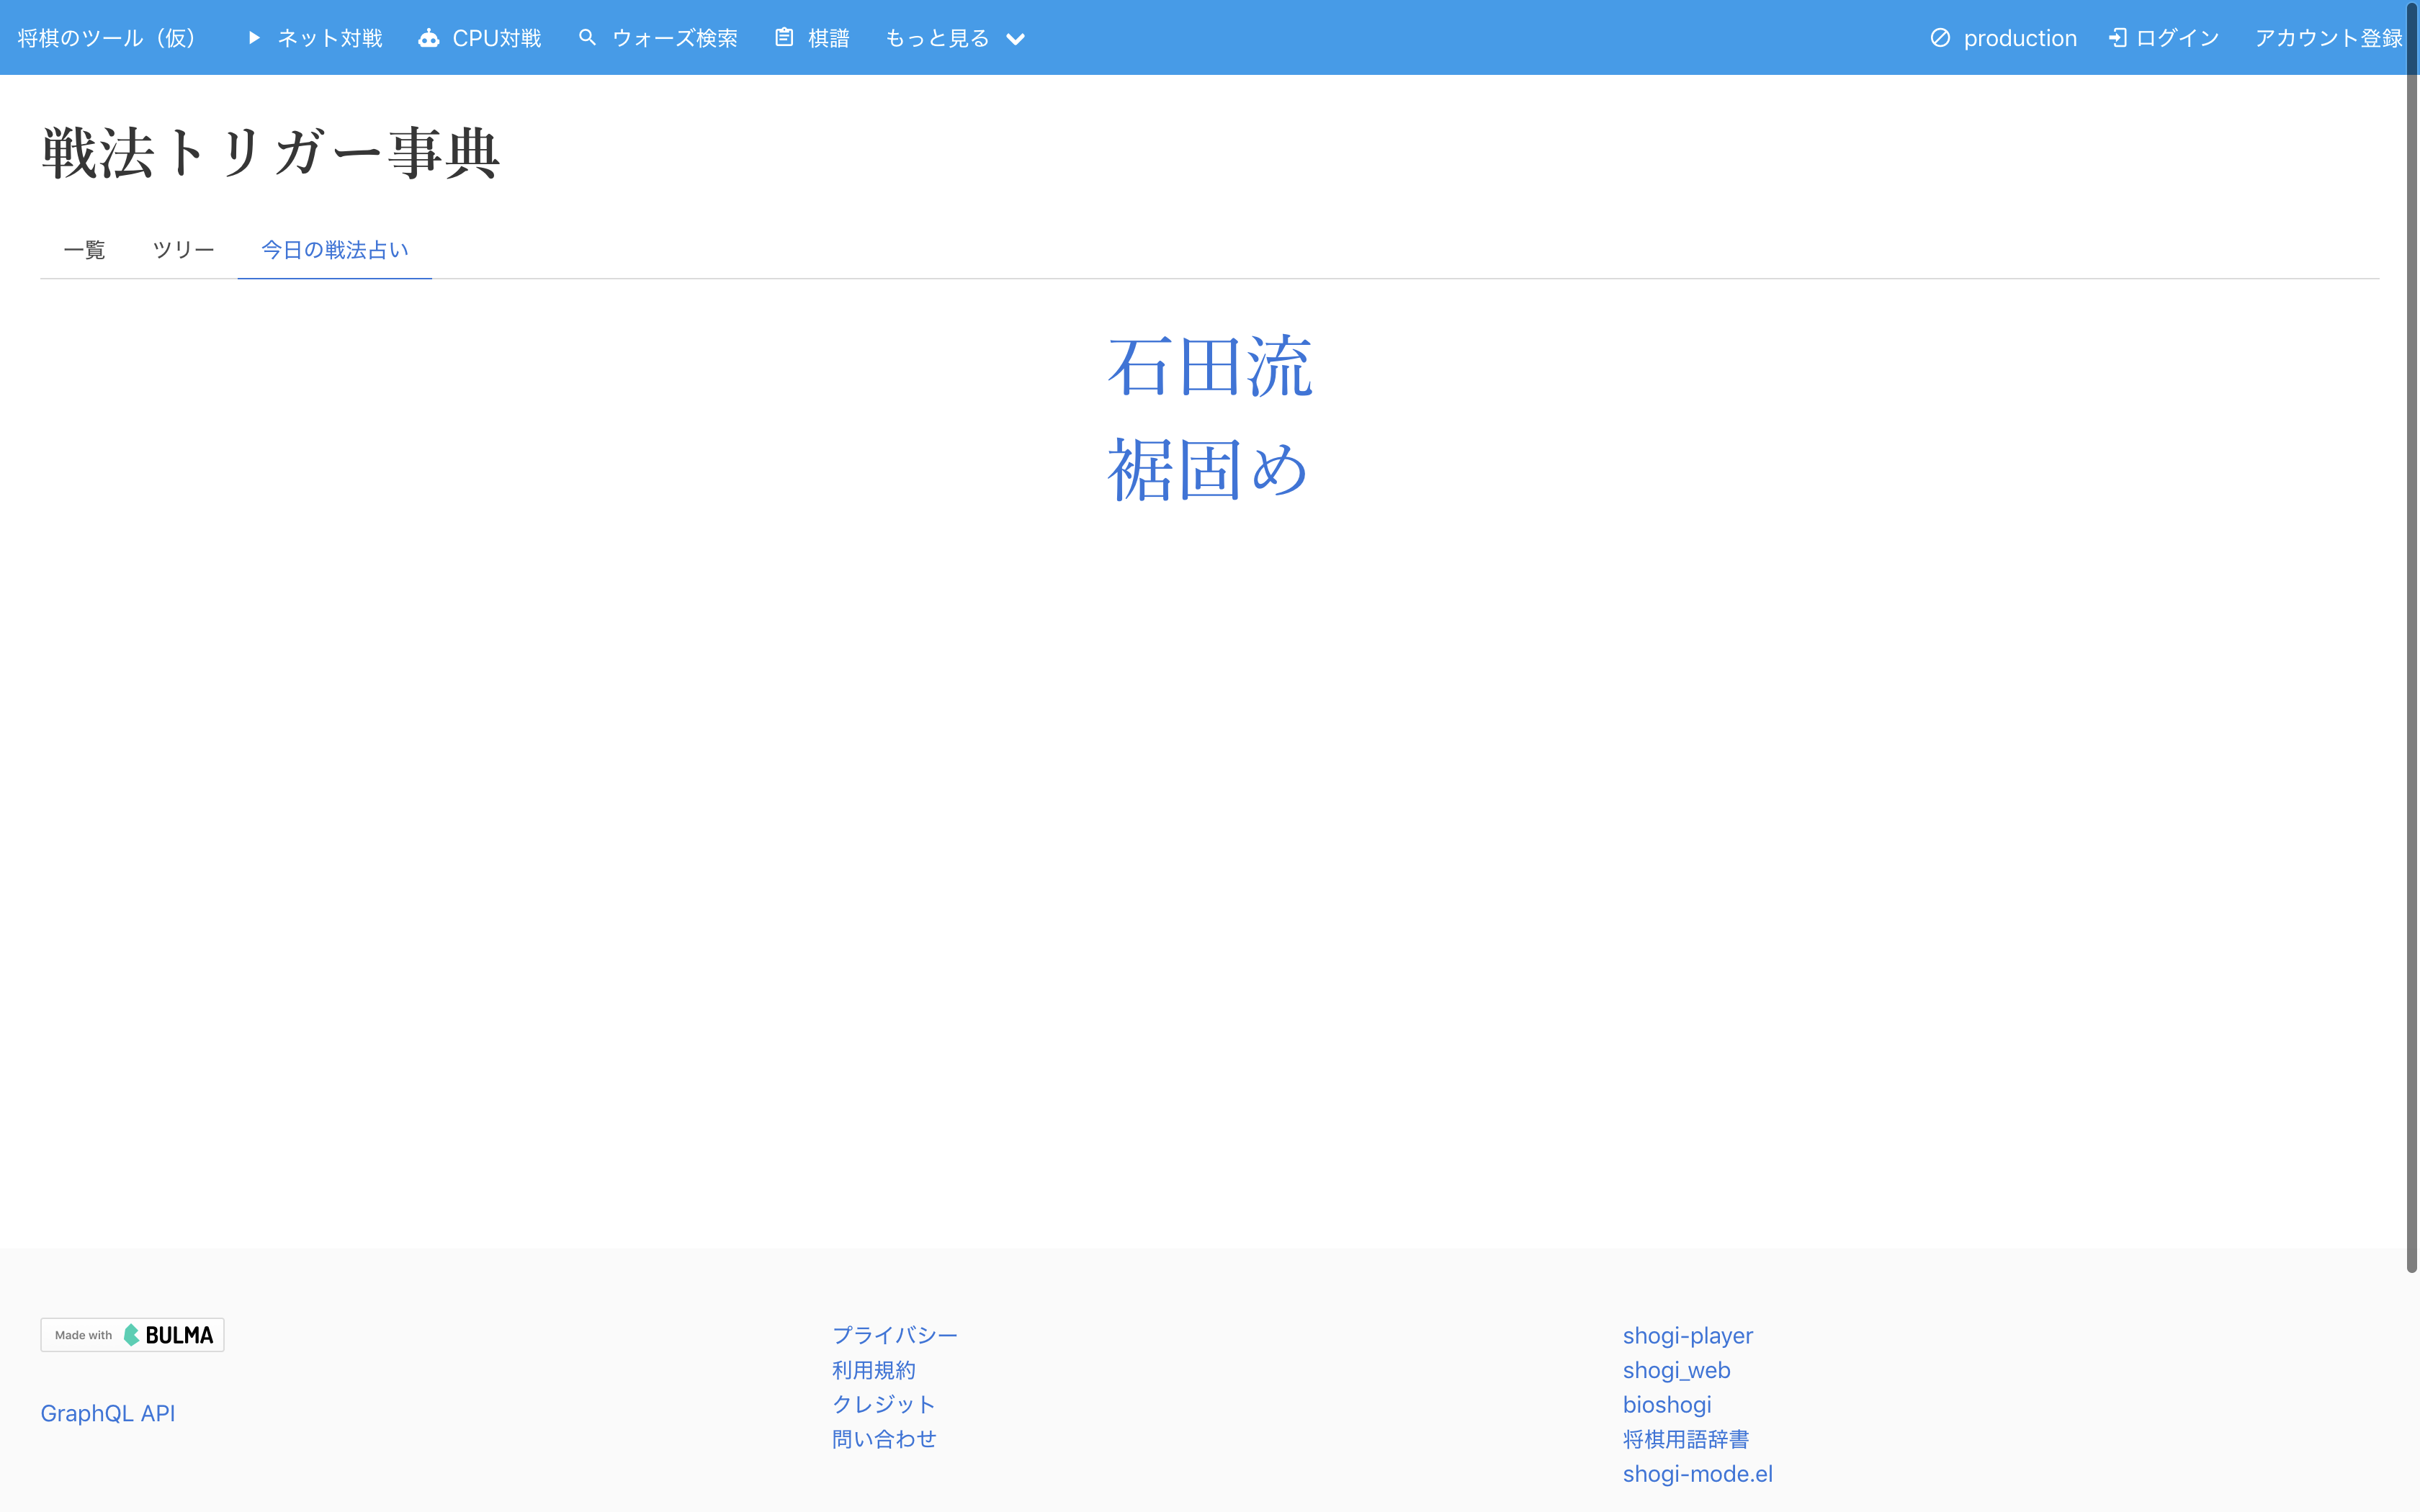 将棋のツール（仮） ネット対戦 CPU対戦 ウォーズ検索 棋譜 もっと見る production ログイン アカウント登録
戦法トリガー事典
一覧 ツリー 今日の戦法占い
石田流
裾固め
Made with BULMA
GraphQL API
プライバシー
利用規約
クレジット
問い合わせ
shogi-player
shogi_web
bioshogi
将棋用語辞書
shogi-mode.el